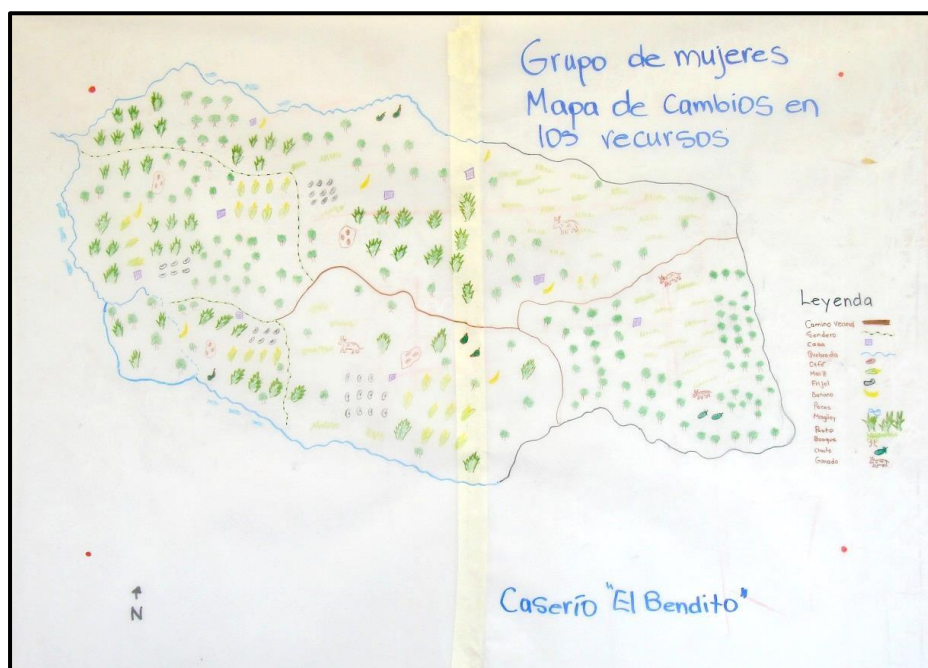 Grupo de mujeres
Mapa de Cambios en
los recursos
Leyenda
Camino Vecinal
Sendero
Casa
Quebrada
Café
Maíz
Frijol
Banano
Peces
Maguey
Pasto
Bosque
Chile
Ganado
N
Caserío "El Bendito"